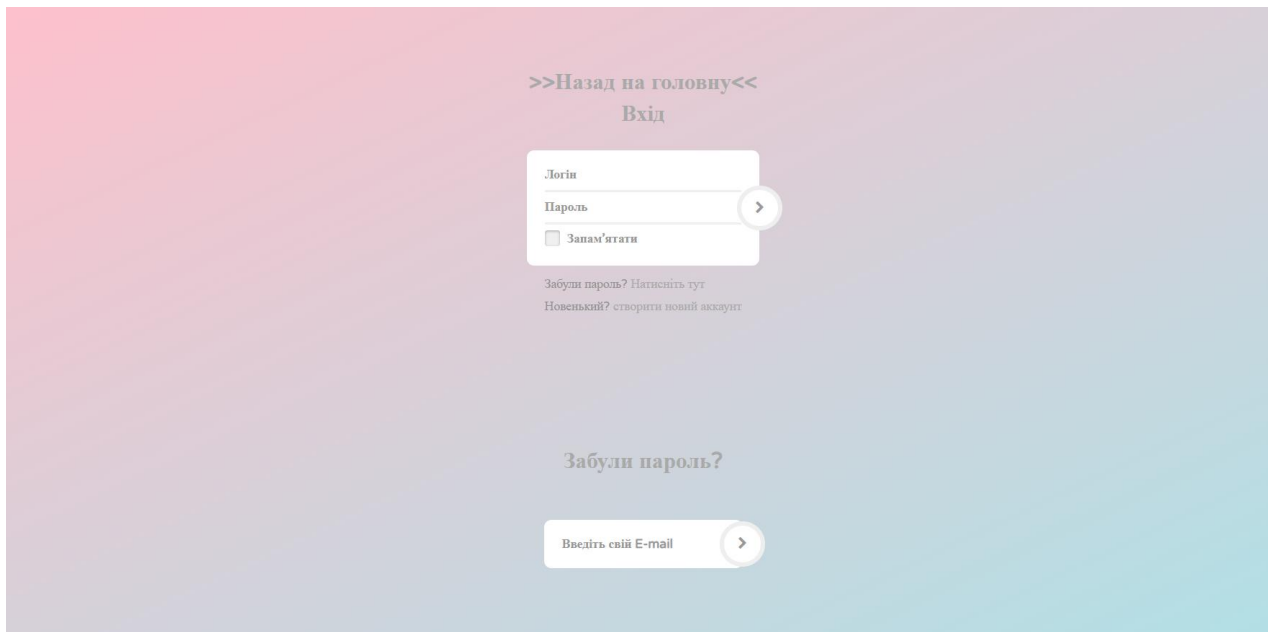 >>Назад на головну<<
Вхід
Логін
Пароль
Запам'ятати
Забули пароль? Натисніть тут
Новенький? створити новий аккаунт
Забули пароль?
Введіть свій E-mail